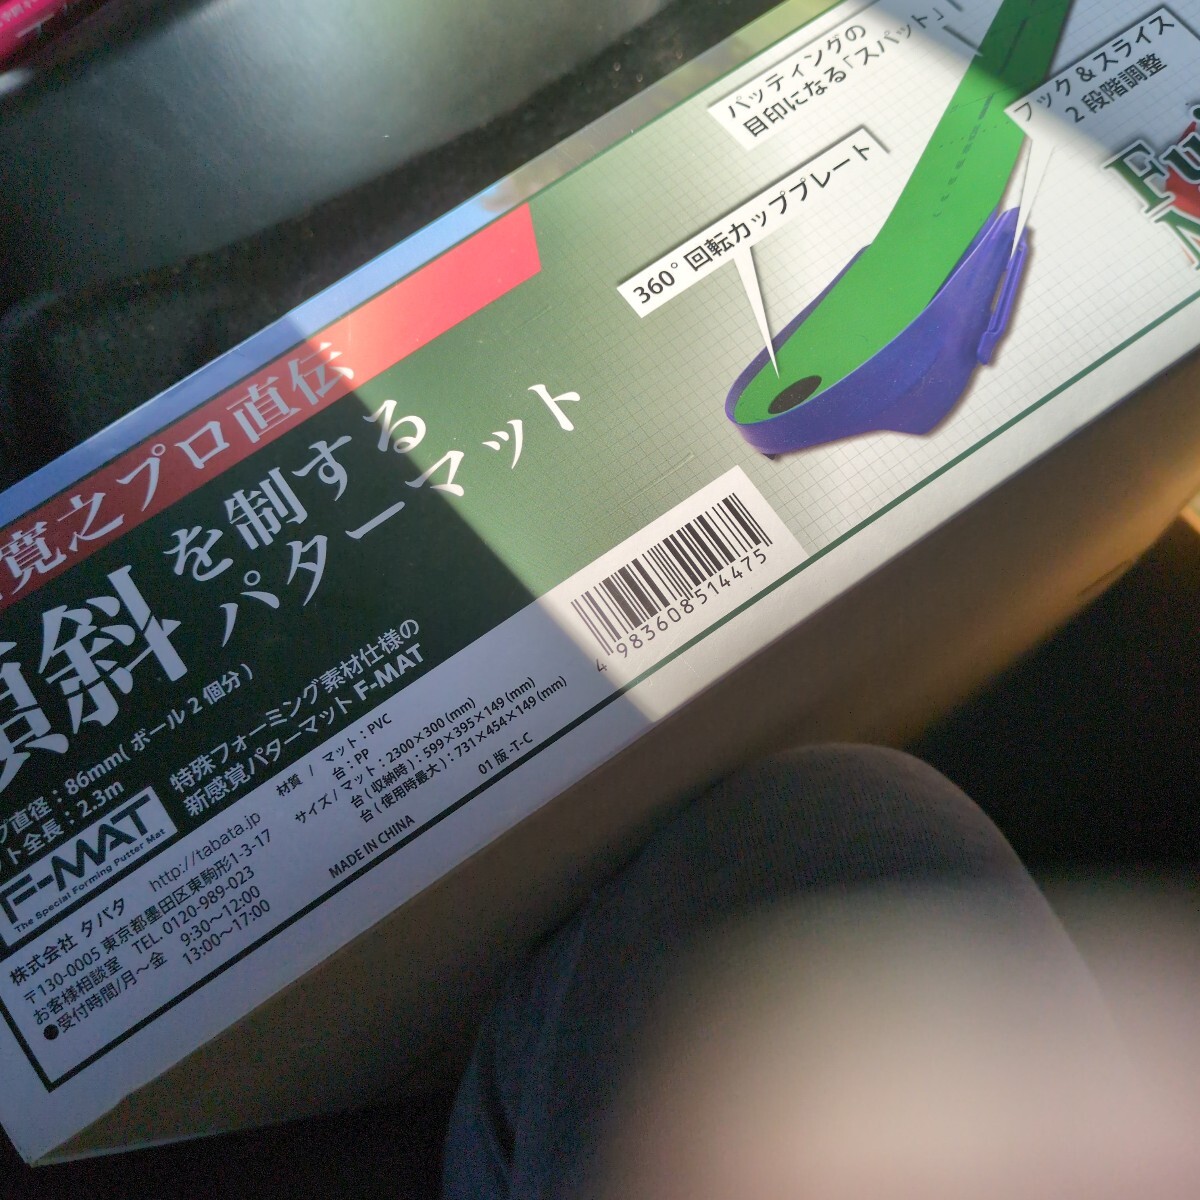 パッティングの
目印になる「スパット」
フック&スライス
2段階調整
360°回転カッププレート
寛之プロ直伝
傾斜を制する
パターマット
4983608514475
プ直径：86mm(ボール2個分)
ット全長：2.3m
F-MAT
The Special Forming Putter Mat
特殊フォーミング素材仕様の
新感覚パターマット F-MAT
株式会社 タバタ
http://tabata.jp
〒130-0005 東京都墨田区東駒形1-3-17
お客様相談室 TEL. 0120-989-023
●受付時間/月～金 9:30～12:00
13:00～17:00
材質 / マット：PVC
台：PP
サイズ/マット：2300×300(mm)
台(収納時)：599×395×149(mm)
台(使用時最大)：731×454×149(mm)
01版-T-C
MADE IN CHINA